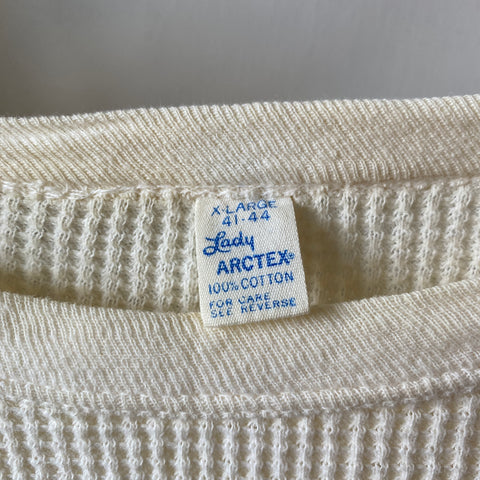 X-LARGE
41-44
Lady
ARCTEX®
100% COTTON
FOR CARE
SEE REVERSE